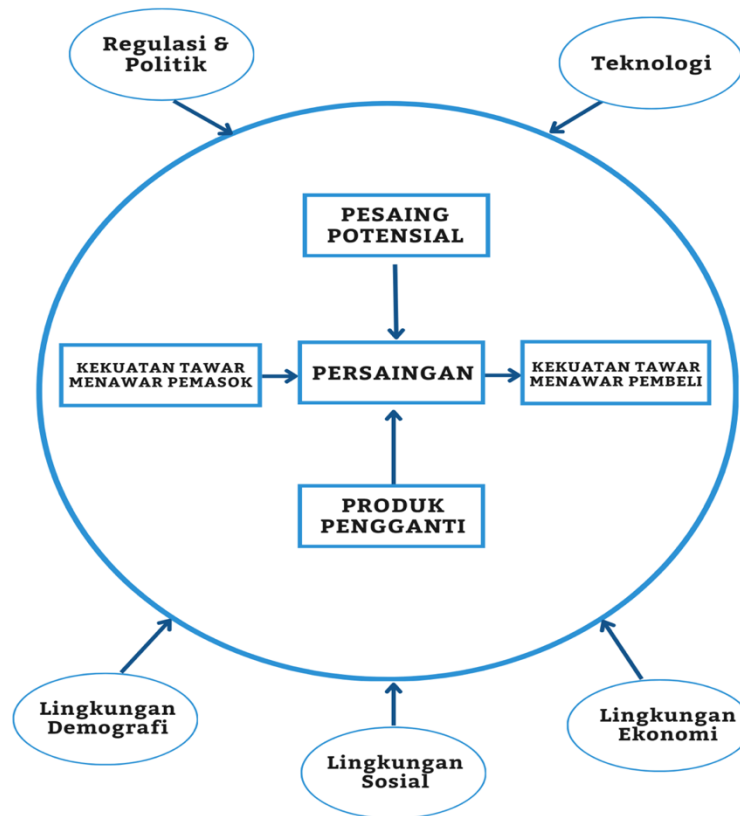 Regulasi &
Politik
Teknologi
PESAING
POTENSIAL
KEKUATAN TAWAR
MENAWAR PEMASOK
PERSAINGAN
KEKUATAN TAWAR
MENAWAR PEMBELI
PRODUK
PENGGANTI
Lingkungan
Demografi
Lingkungan
Sosial
Lingkungan
Ekonomi